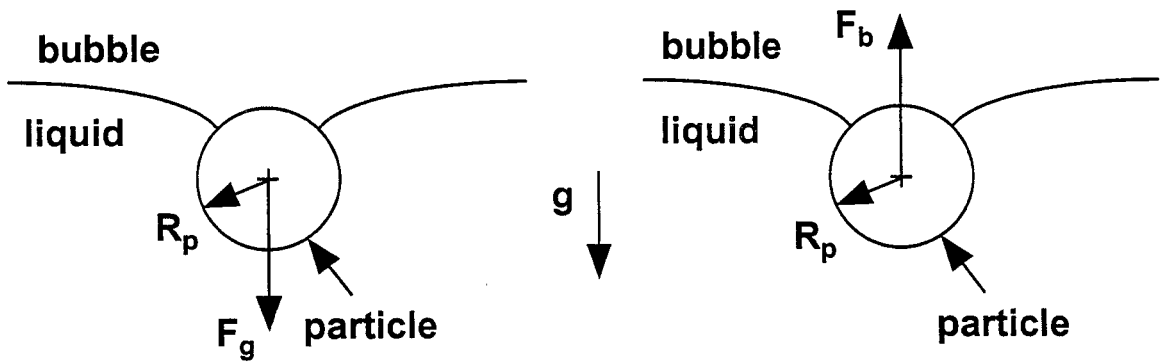 bubble
liquid
R_p
F_g
particle
g
F_b
bubble
liquid
R_p
particle